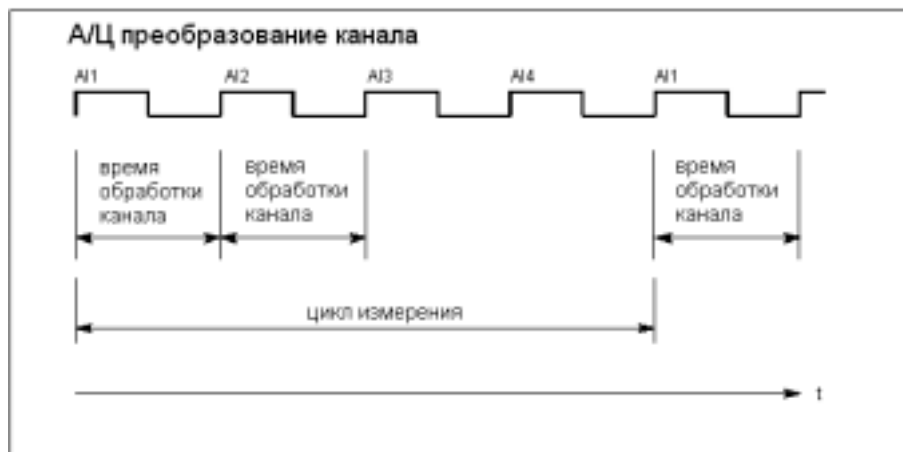 А/Ц преобразование канала
AI1 AI2 AI3 AI4 AI1
время
обработки
канала
время
обработки
канала
время
обработки
канала
цикл измерения
t